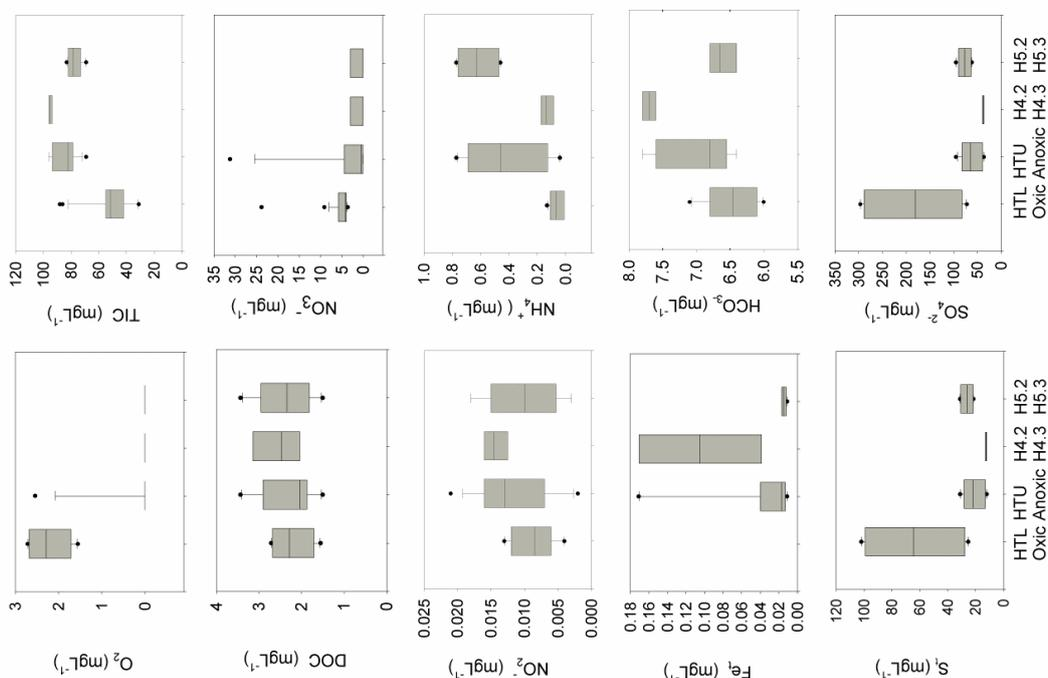 120 100 80 60 40 20 0
TIC (mgL⁻¹)
35 25 20 15 10 5 0
NO₃⁻ (mgL⁻¹)
1.0 0.8 0.6 0.4 0.2 0.0
NH₄⁺ (mgL⁻¹)
8.0 7.5 7.0 6.5 6.0 5.5
HCO₃₋ (mgL⁻¹)
350 300 250 200 150 100 50 0
SO₄²⁻ (mgL⁻¹)
HTL HTU H4.2 H5.2
Oxic Anoxic H4.3 H5.3
3 2 1 0
O₂ (mgL⁻¹)
4 3 2 1 0
DOC (mgL⁻¹)
0.025 0.020 0.015 0.010 0.005 0.000
NO₂⁻ (mgL⁻¹)
0.18 0.16 0.14 0.12 0.10 0.08 0.06 0.04 0.02 0.00
Feₜ (mgL⁻¹)
120 100 80 60 40 20 0
Sₜ (mgL⁻¹)
HTL HTU H4.2 H5.2
Oxic Anoxic H4.3 H5.3